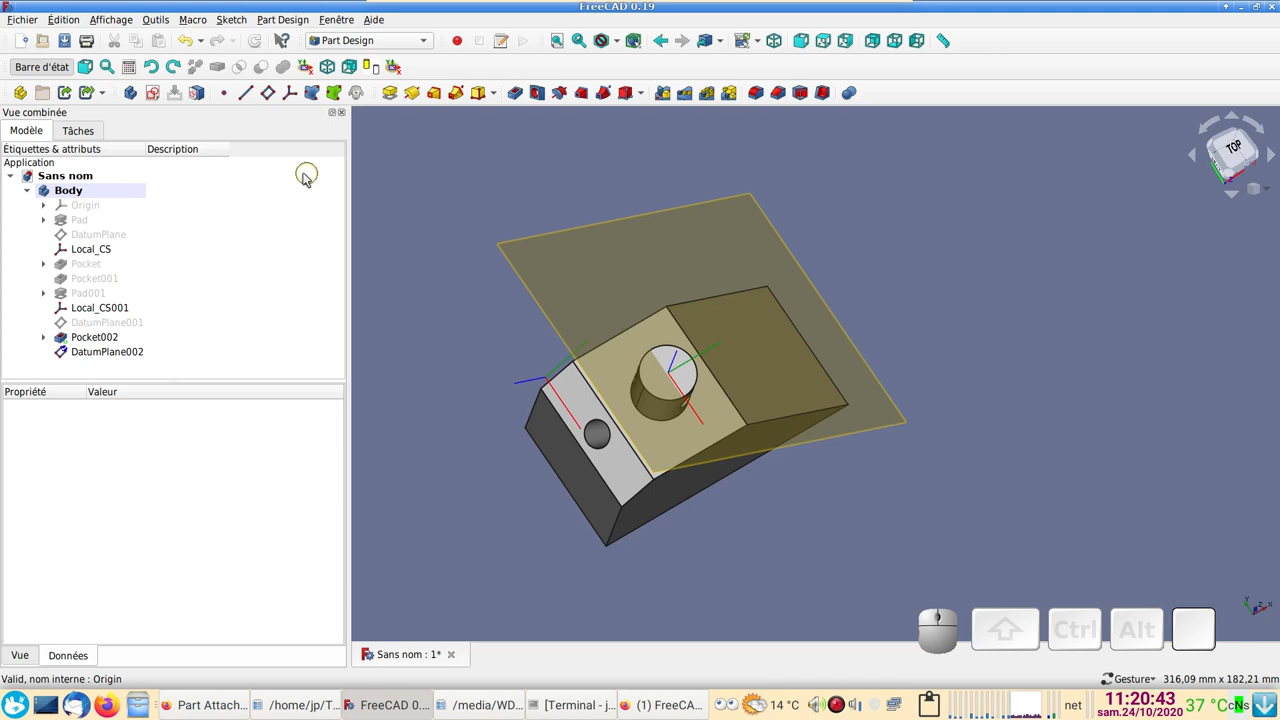 FreeCAD 0.19
Fichier Édition Affichage Outils Macro Sketch Part Design Fenêtre Aide
Part Design
Barre d'état
Vue combinée
Modèle Tâches
Étiquettes & attributs Description
Application
Sans nom
Body
Origin
Pad
DatumPlane
Local_CS
Pocket
Pocket001
Pad001
Local_CS001
DatumPlane001
Pocket002
DatumPlane002
Propriété Valeur
TOP
Ctrl Alt
Vue Données
Sans nom : 1*
Valid, nom interne : Origin
Gesture 316,09 mm x 182,21 mm
Part Attach... /home/jp/T... FreeCAD 0.... /media/WD... [Terminal - j... (1) FreeCA... 14 °C net 11:20:43 37 °C
sam.24/10/2020